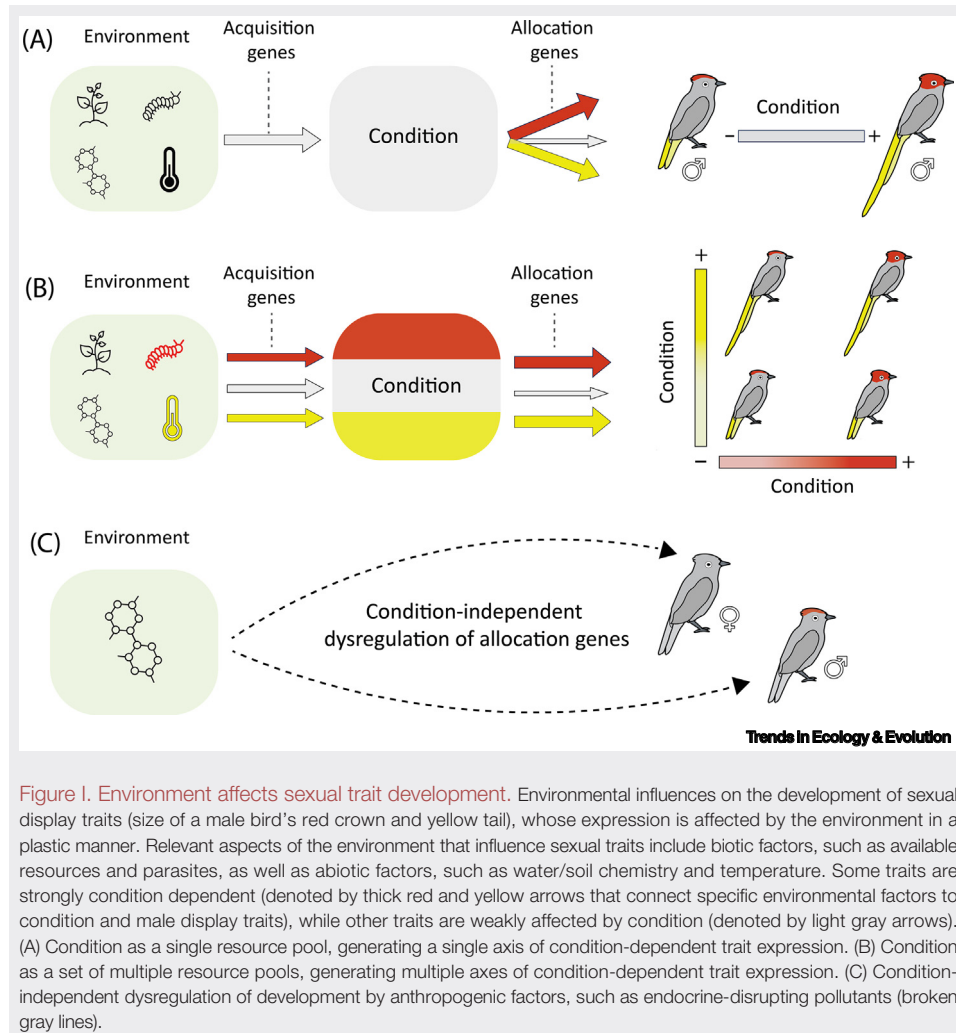 (A)
Environment
Acquisition
genes
Condition
Allocation
genes
Condition
−
+
♂
♂
(B)
Environment
Acquisition
genes
Condition
Allocation
genes
+
Condition
−
+
Condition
(C)
Environment
Condition-independent
dysregulation of allocation genes
♀
♂
Trends in Ecology & Evolution
Figure I. Environment affects sexual trait development. Environmental influences on the development of sexual
display traits (size of a male bird's red crown and yellow tail), whose expression is affected by the environment in a
plastic manner. Relevant aspects of the environment that influence sexual traits include biotic factors, such as available
resources and parasites, as well as abiotic factors, such as water/soil chemistry and temperature. Some traits are
strongly condition dependent (denoted by thick red and yellow arrows that connect specific environmental factors to
condition and male display traits), while other traits are weakly affected by condition (denoted by light gray arrows).
(A) Condition as a single resource pool, generating a single axis of condition-dependent trait expression. (B) Condition
as a set of multiple resource pools, generating multiple axes of condition-dependent trait expression. (C) Condition-
independent dysregulation of development by anthropogenic factors, such as endocrine-disrupting pollutants (broken
gray lines).